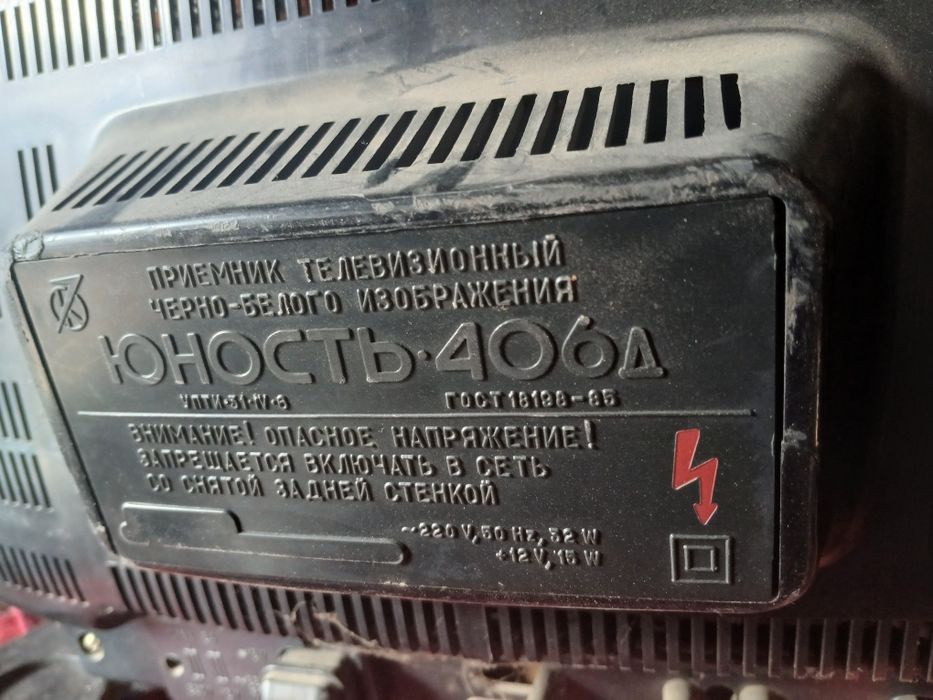 ПРИЕМНИК ТЕЛЕВИЗИОННЫЙ
ЧЕРНО-БЕЛОГО ИЗОБРАЖЕНИЯ
ЮНОСТЬ·406Д
УПТИ-31-IV-6
ГОСТ 18198-85
ВНИМАНИЕ! ОПАСНОЕ НАПРЯЖЕНИЕ!
ЗАПРЕЩАЕТСЯ ВКЛЮЧАТЬ В СЕТЬ
СО СНЯТОЙ ЗАДНЕЙ СТЕНКОЙ
~220 V, 50 Hz, 32 W
+12 V, 15 W